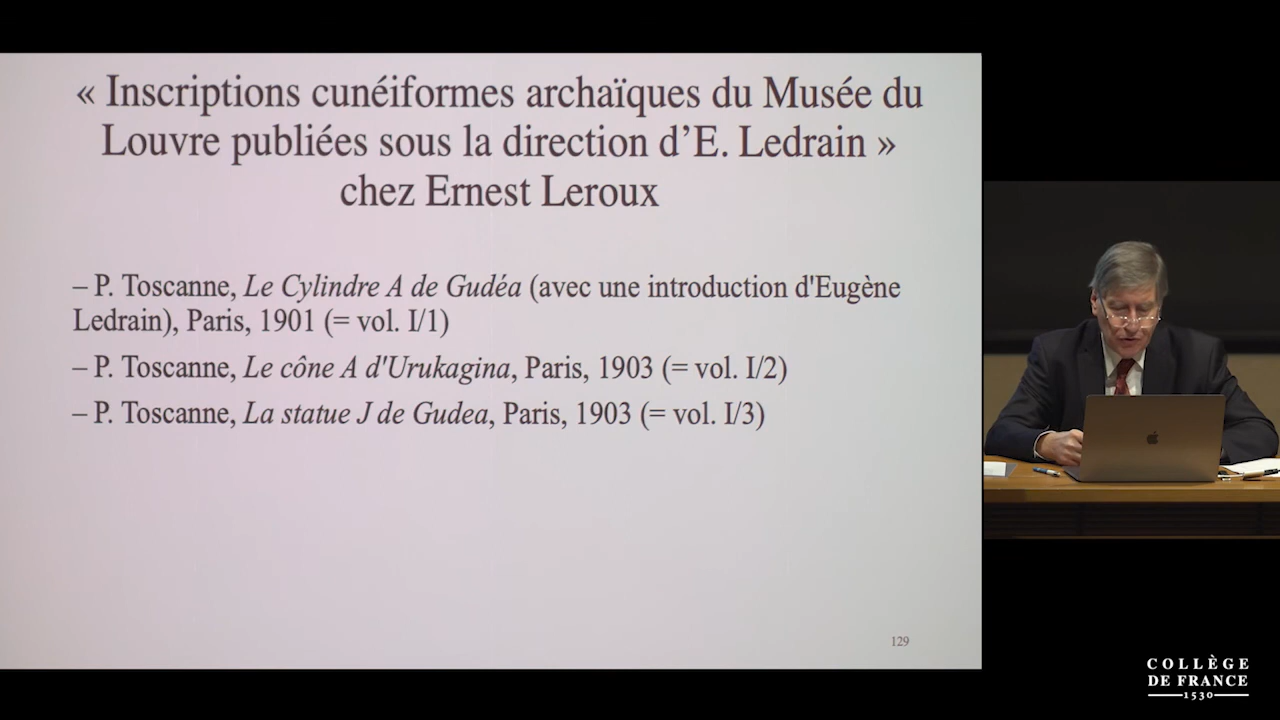 « Inscriptions cunéiformes archaïques du Musée du
Louvre publiées sous la direction d’E. Ledrain »
chez Ernest Leroux
– P. Toscanne, Le Cylindre A de Gudéa (avec une introduction d'Eugène
Ledrain), Paris, 1901 (= vol. I/1)
– P. Toscanne, Le cône A d'Urukagina, Paris, 1903 (= vol. I/2)
– P. Toscanne, La statue J de Gudea, Paris, 1903 (= vol. I/3)
129
COLLÈGE
DE FRANCE
1530